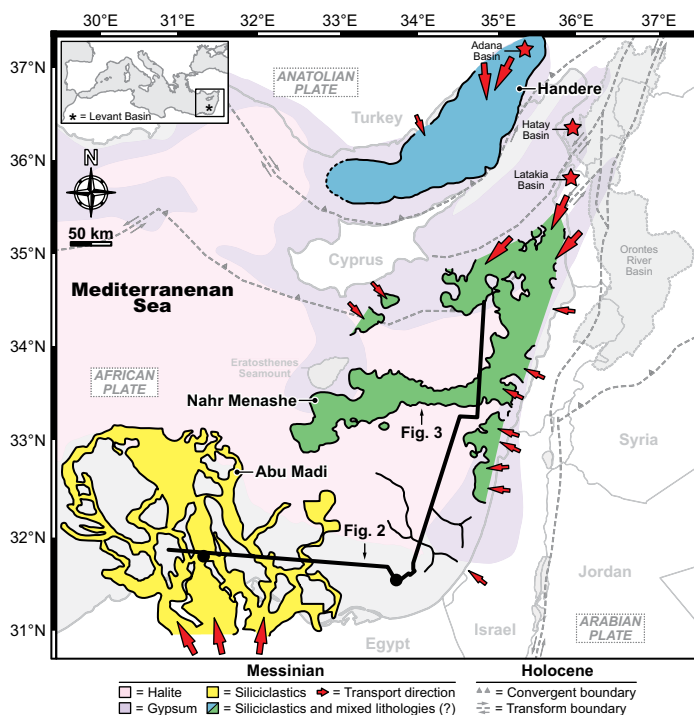 30°E 31°E 32°E 33°E 34°E 35°E 36°E 37°E
37°N
36°N
35°N
34°N
33°N
32°N
31°N
* = Levant Basin
*
N
50 km
ANATOLIAN
PLATE
Turkey
Adana
Basin
Handere
Hatay
Basin
Latakia
Basin
Orontes
River
Basin
Cyprus
Mediterranenan
Sea
Eratosthenes
Seamount
AFRICAN
PLATE
Nahr Menashe
Fig. 3
Syria
Abu Madi
Fig. 2
Jordan
Israel
Egypt
ARABIAN
PLATE
Messinian
= Halite
= Siliciclastics
= Transport direction
= Gypsum
= Siliciclastics and mixed lithologies (?)
Holocene
= Convergent boundary
= Transform boundary